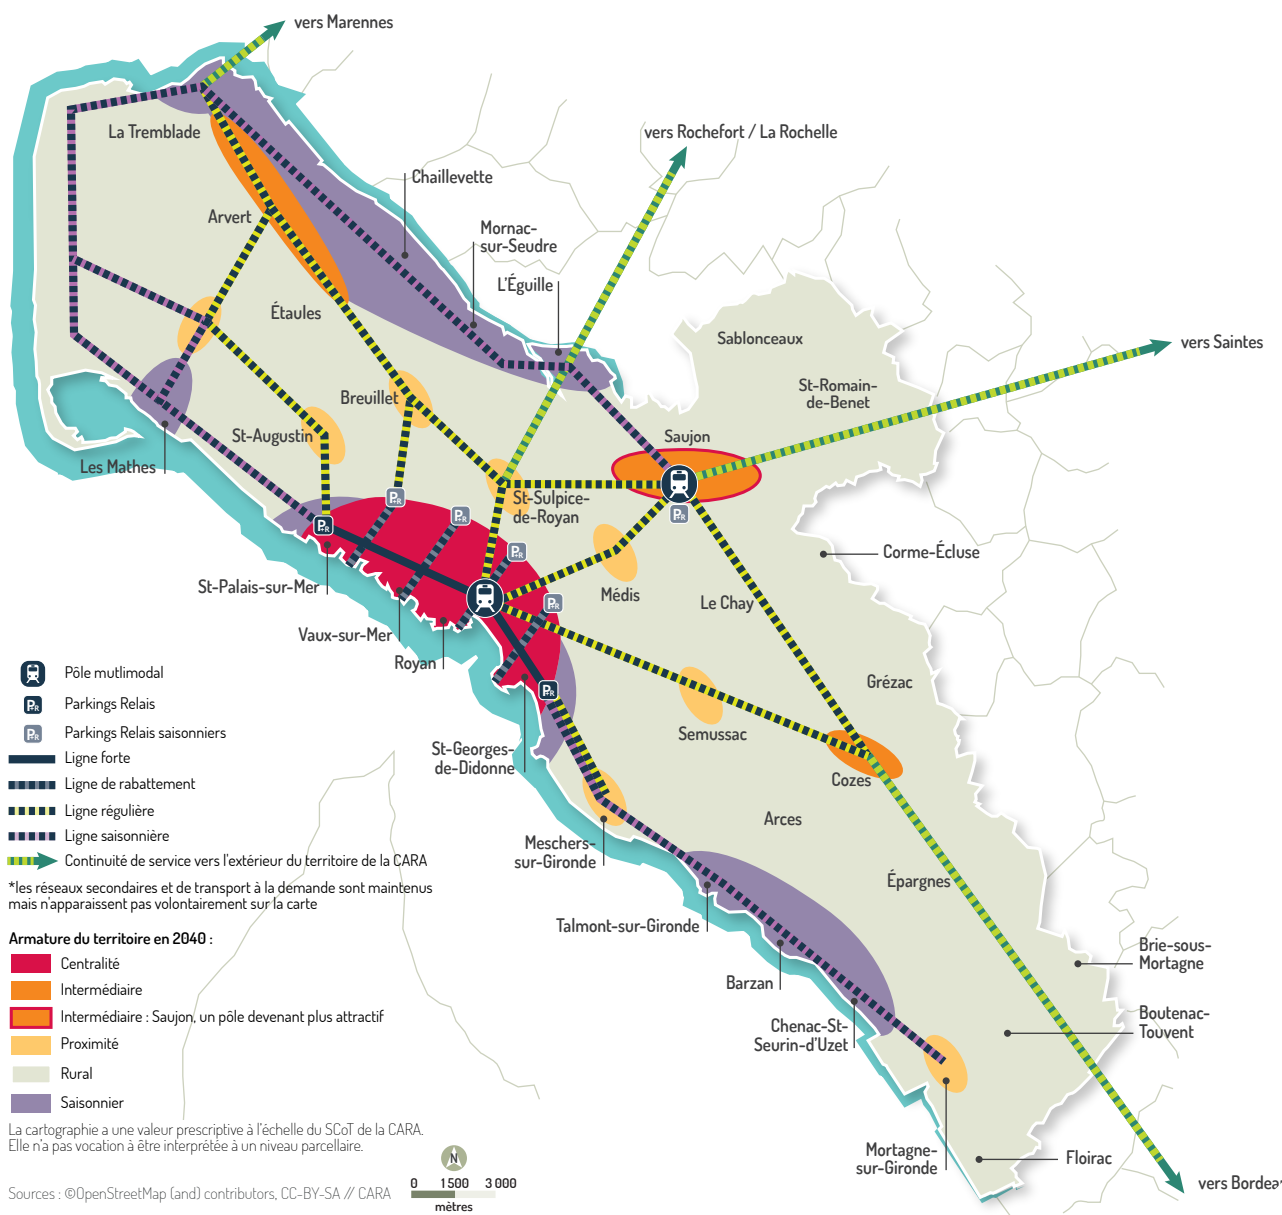 vers Marennes
vers Rochefort / La Rochelle
La Tremblade
Chaillevette
Arvert
Mornac-
sur-Seudre
L'Éguille
Étaules
Sablonceaux
vers Saintes
St-Romain-
de-Benet
Breuillet
St-Augustin
Saujon
Les Mathes
St-Sulpice-
de-Royan
P+R
P+R
P+R
P+R
P+R
P+R
P+R
Corme-Écluse
St-Palais-sur-Mer
Médis
Le Chay
Vaux-sur-Mer
Royan
Grézac
Semussac
St-Georges-
de-Didonne
Cozes
Arces
Meschers-
sur-Gironde
Épargnes
Talmont-sur-Gironde
Barzan
Brie-sous-
Mortagne
Chenac-St-
Seurin-d'Uzet
Boutenac-
Touvent
Mortagne-
sur-Gironde
Floirac
vers Bordea
Pôle mutlimodal
P+R
Parkings Relais
P+R
Parkings Relais saisonniers
Ligne forte
Ligne de rabattement
Ligne régulière
Ligne saisonnière
Continuité de service vers l'extérieur du territoire de la CARA
*les réseaux secondaires et de transport à la demande sont maintenus
mais n'apparaissent pas volontairement sur la carte
Armature du territoire en 2040 :
Centralité
Intermédiaire
Intermédiaire : Saujon, un pôle devenant plus attractif
Proximité
Rural
Saisonnier
La cartographie a une valeur prescriptive à l'échelle du SCoT de la CARA.
Elle n'a pas vocation à être interprétée à un niveau parcellaire.
N
Sources : ©OpenStreetMap (and) contributors, CC-BY-SA // CARA
0 1 500 3 000
mètres